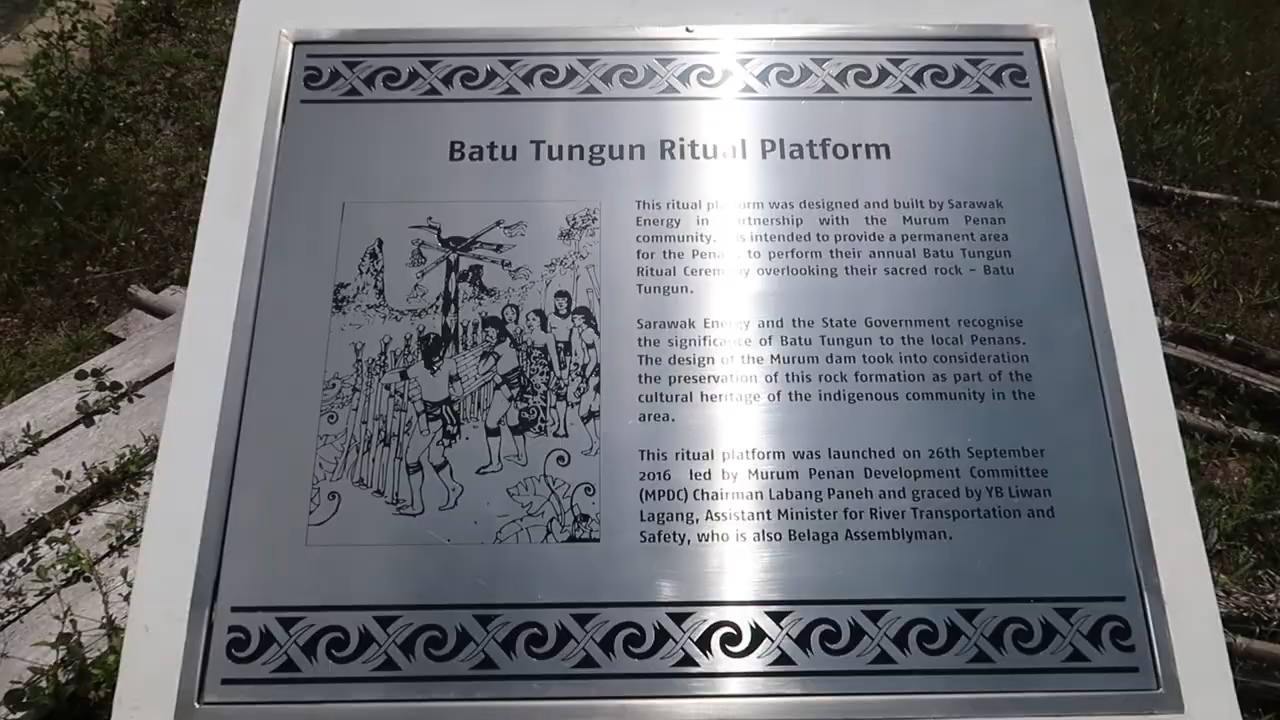 Batu Tungun Ritual Platform
This ritual platform was designed and built by Sarawak
Energy in partnership with the Murum Penan
community. is intended to provide a permanent area
for the Penans to perform their annual Batu Tungun
Ritual Ceremony overlooking their sacred rock – Batu
Tungun.
Sarawak Energy and the State Government recognise
the significance of Batu Tungun to the local Penans.
The design of the Murum dam took into consideration
the preservation of this rock formation as part of the
cultural heritage of the indigenous community in the
area.
This ritual platform was launched on 26th September
2016 led by Murum Penan Development Committee
(MPDC) Chairman Labang Paneh and graced by YB Liwan
Lagang, Assistant Minister for River Transportation and
Safety, who is also Belaga Assemblyman.